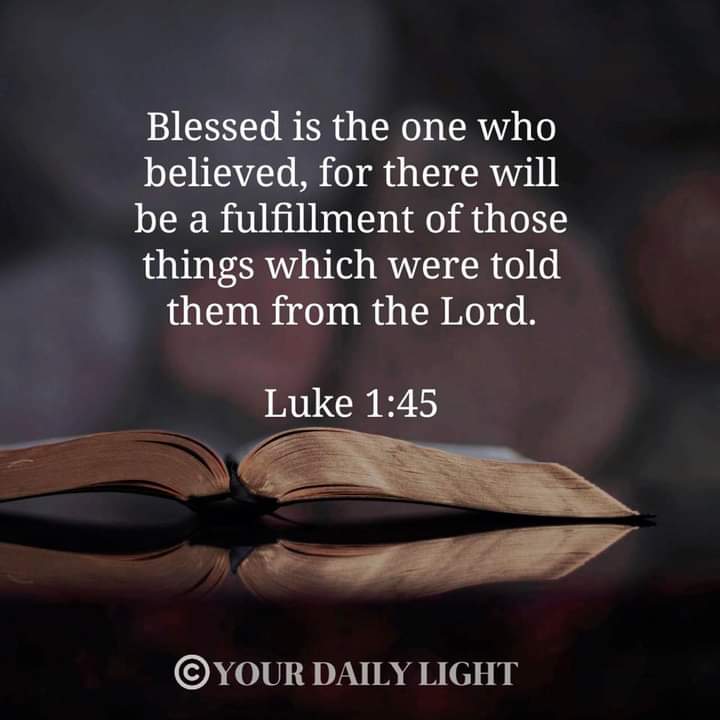 Blessed is the one who
believed, for there will
be a fulfillment of those
things which were told
them from the Lord.
Luke 1:45
©YOUR DAILY LIGHT